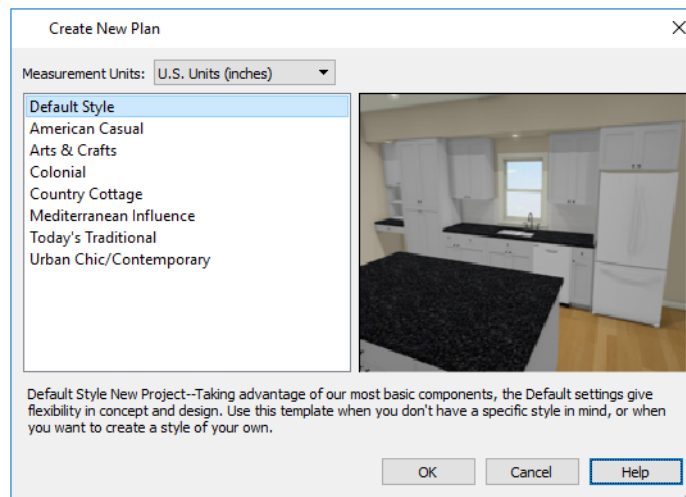 Create New Plan
Measurement Units: U.S. Units (inches)
Default Style
American Casual
Arts & Crafts
Colonial
Country Cottage
Mediterranean Influence
Today's Traditional
Urban Chic/Contemporary
Default Style New Project--Taking advantage of our most basic components, the Default settings give
flexibility in concept and design. Use this template when you don't have a specific style in mind, or when
you want to create a style of your own.
OK Cancel Help